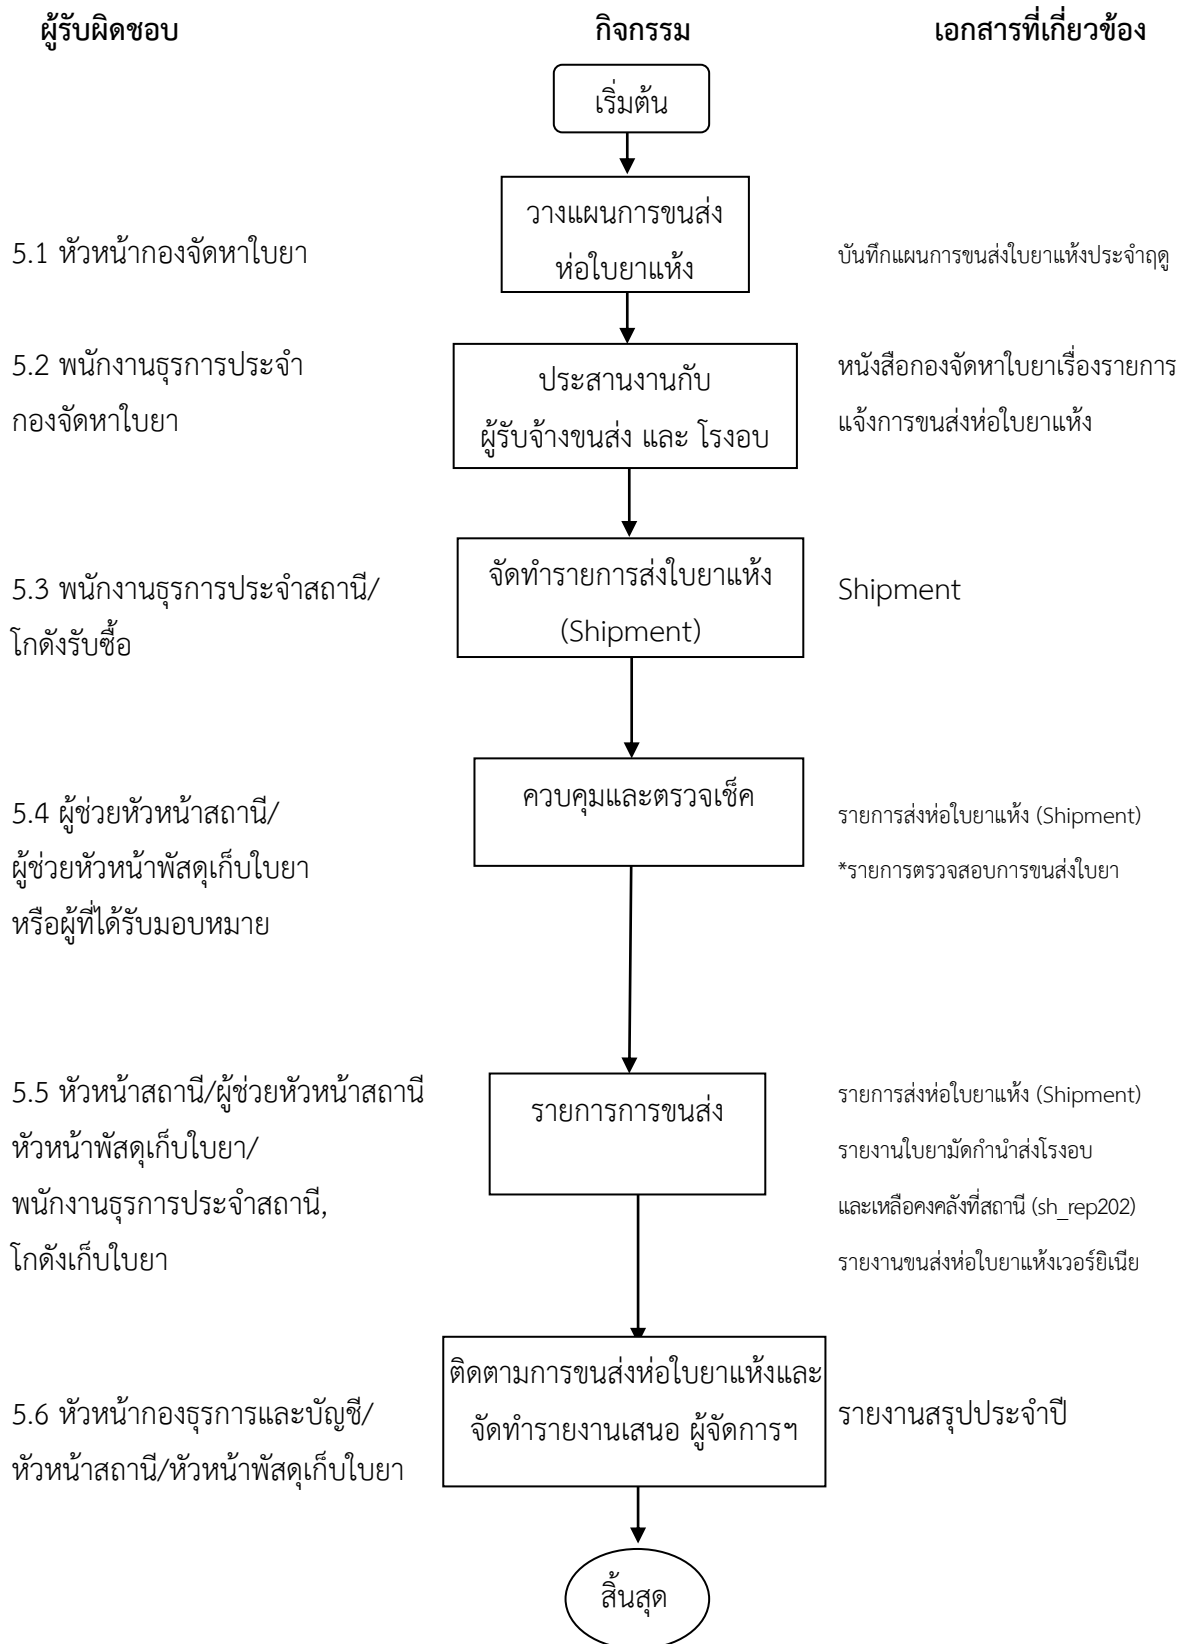 ผู้รับผิดชอบ กิจกรรม เอกสารที่เกี่ยวข้อง
เริ่มต้น
วางแผนการขนส่ง
5.1 หัวหน้ากองจัดหาใบยา ห่อใบยาแห้ง บันทึกแผนการขนส่งใบยาแห้งประจำฤดู
5.2 พนักงานธุรการประจำ ประสานงานกับ หนังสือกองจัดหาใบยาเรื่องรายการ
กองจัดหาใบยา ผู้รับจ้างขนส่ง และ โรงอบ แจ้งการขนส่งห่อใบยาแห้ง
5.3 พนักงานธุรการประจำสถานี/ จัดทำรายการส่งใบยาแห้ง Shipment
โกดังรับซื้อ (Shipment)
5.4 ผู้ช่วยหัวหน้าสถานี/ ควบคุมและตรวจเช็ค รายการส่งห่อใบยาแห้ง (Shipment)
ผู้ช่วยหัวหน้าพัสดุเก็บใบยา *รายการตรวจสอบการขนส่งใบยา
หรือผู้ที่ได้รับมอบหมาย
5.5 หัวหน้าสถานี/ผู้ช่วยหัวหน้าสถานี รายการการขนส่ง รายการส่งห่อใบยาแห้ง (Shipment)
หัวหน้าพัสดุเก็บใบยา/ รายงานใบยามัดกำนำส่งโรงอบ
พนักงานธุรการประจำสถานี, และเหลือคงคลังที่สถานี (sh_rep202)
โกดังเก็บใบยา รายงานขนส่งห่อใบยาแห้งเวอร์ยิเนีย
ติดตามการขนส่งห่อใบยาแห้งและ
5.6 หัวหน้ากองธุรการและบัญชี/ จัดทำรายงานเสนอ ผู้จัดการฯ รายงานสรุปประจำปี
หัวหน้าสถานี/หัวหน้าพัสดุเก็บใบยา
สิ้นสุด